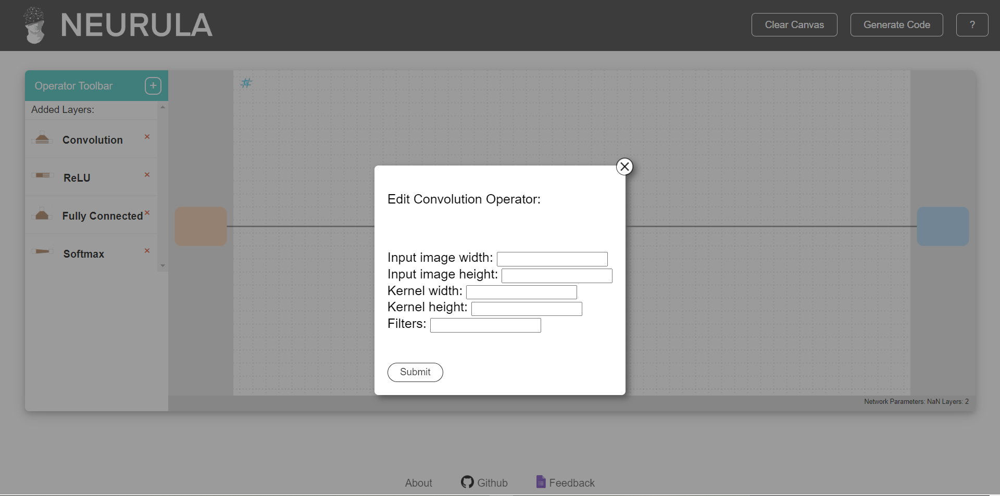 NEURULA
Clear Canvas
Generate Code
?
Operator Toolbar
+
Added Layers:
Convolution
ReLU
Fully Connected
Softmax
Edit Convolution Operator:
Input image width:
Input image height:
Kernel width:
Kernel height:
Filters:
Submit
Network Parameters: NaN Layers: 2
About
Github
Feedback